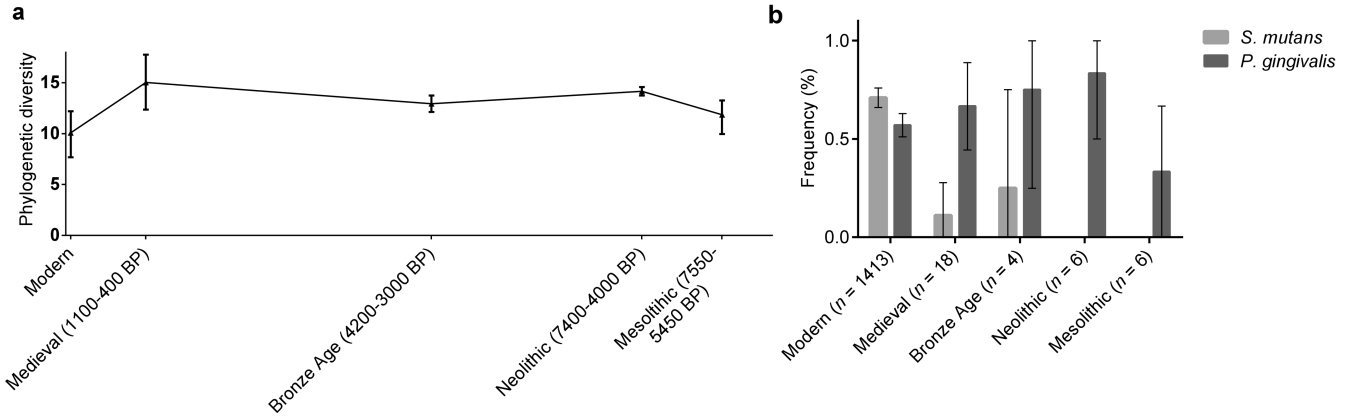 a
Phylogenetic diversity
15
10
5
0
Modern
Medieval (1100-400 BP)
Bronze Age (4200-3000 BP)
Neolithic (7400-4000 BP)
Mesoltihic (7550-
5450 BP)
b
Frequency (%)
1.0
0.5
0.0
Modern (n = 1413)
Medieval (n = 18)
Bronze Age (n = 4)
Neolithic (n = 6)
Mesolithic (n = 6)
S. mutans
P. gingivalis